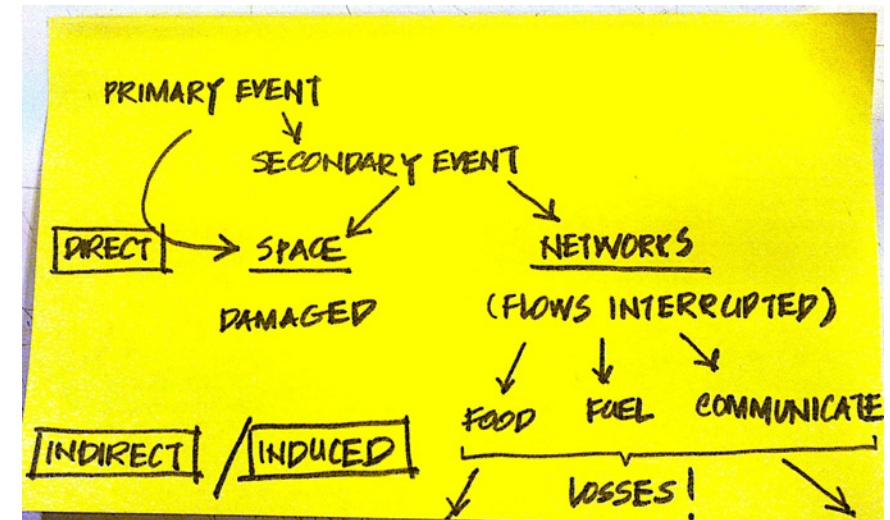 PRIMARY EVENT
SECONDARY EVENT
DIRECT SPACE NETWORKS
DAMAGED (FLOWS INTERRUPTED)
FOOD FUEL COMMUNICATE
INDIRECT / INDUCED
LOSSES!